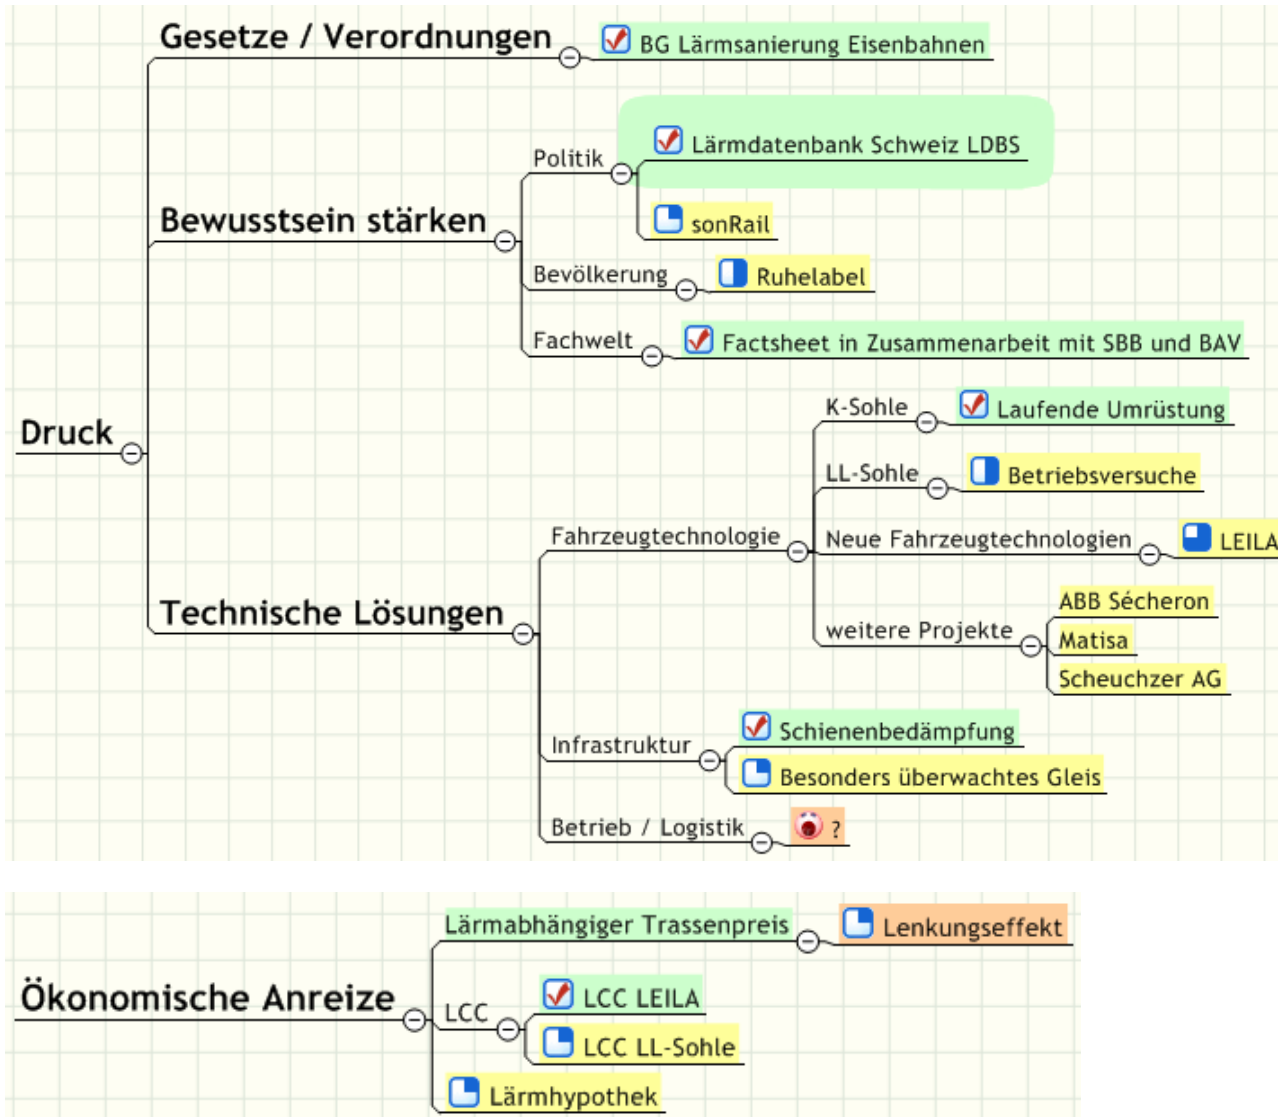 Gesetze / Verordnungen
BG Lärmsanierung Eisenbahnen
Politik
Lärmdatenbank Schweiz LDBS
Bewusstsein stärken
sonRail
Bevölkerung
Ruhelabel
Fachwelt
Factsheet in Zusammenarbeit mit SBB und BAV
Druck
K-Sohle
Laufende Umrüstung
LL-Sohle
Betriebsversuche
Fahrzeugtechnologie
Neue Fahrzeugtechnologien
LEILA
Technische Lösungen
weitere Projekte
ABB Sécheron
Matisa
Scheuchzer AG
Infrastruktur
Schienenbedämpfung
Besonders überwachtes Gleis
Betrieb / Logistik
?
Lärmabhängiger Trassenpreis
Lenkungseffekt
Ökonomische Anreize
LCC
LCC LEILA
LCC LL-Sohle
Lärmhypothek